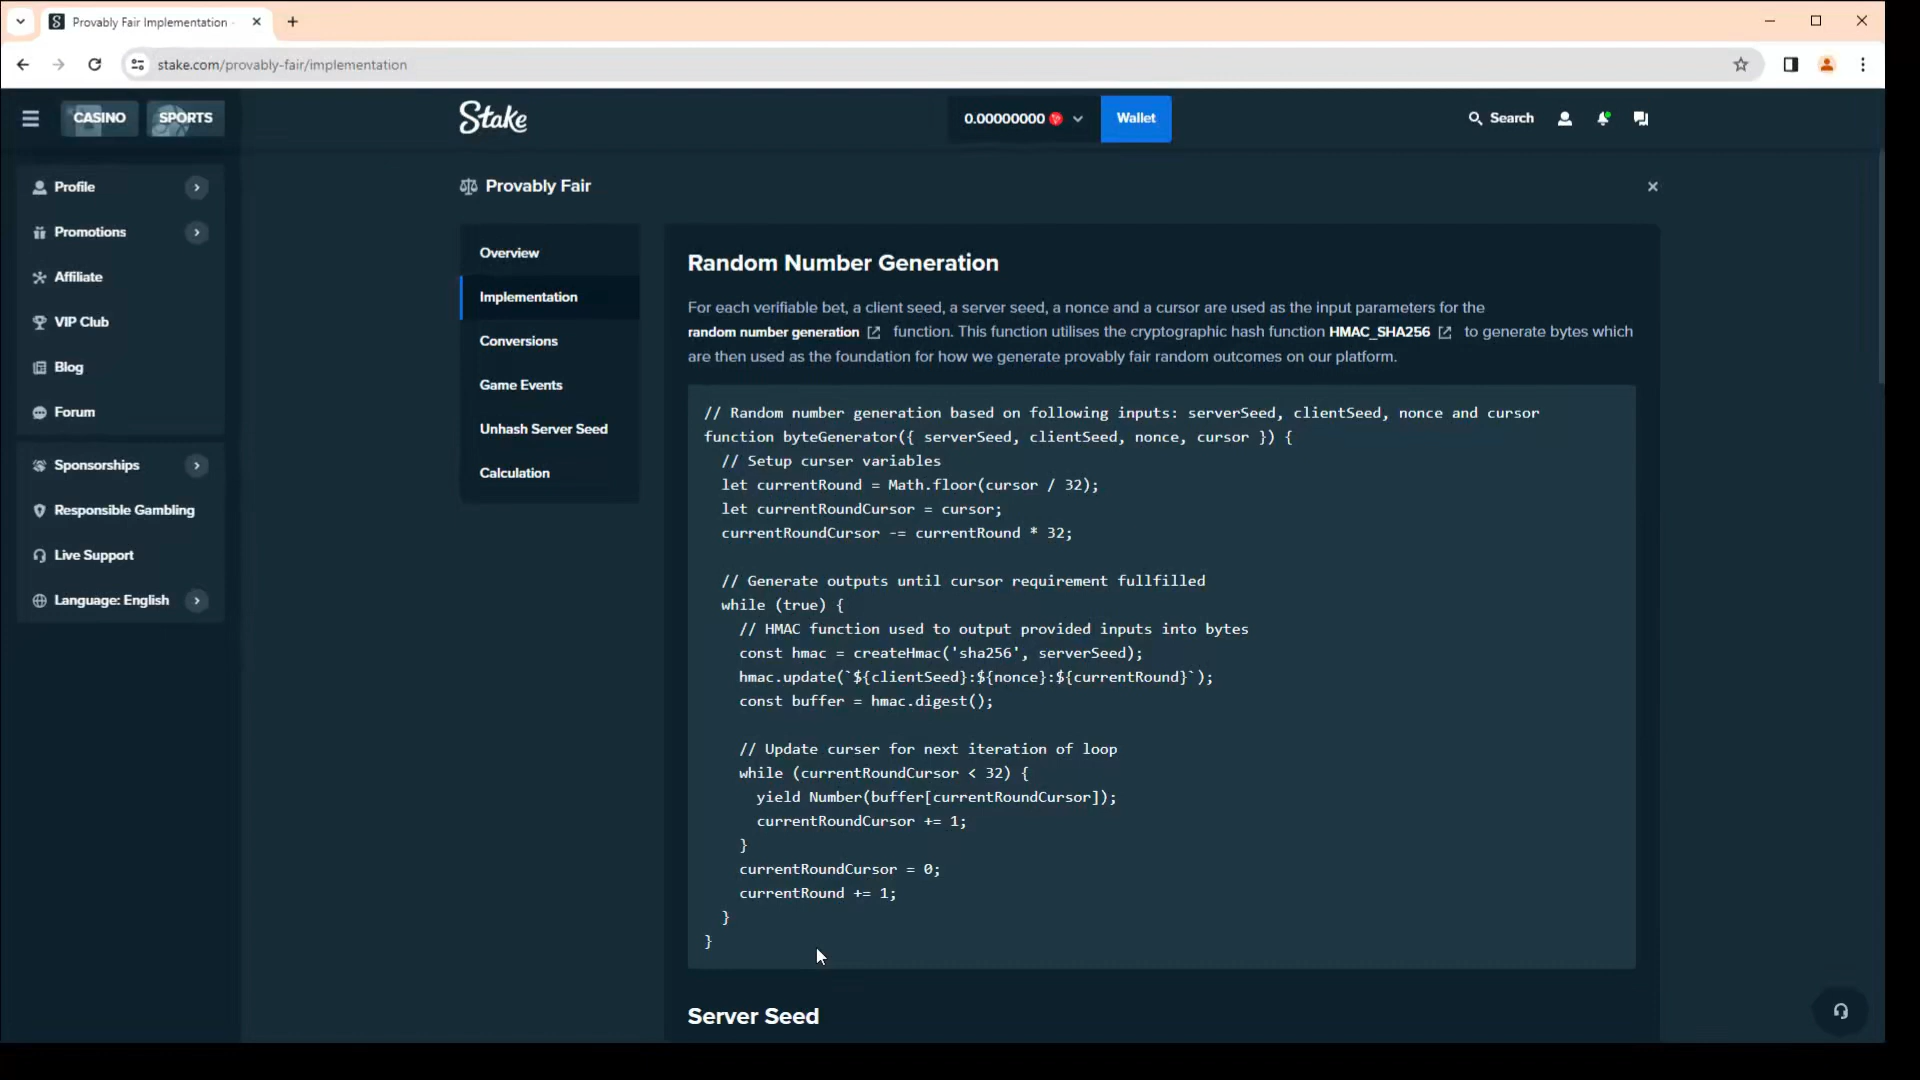 Provably Fair Implementation
stake.com/provably-fair/implementation
CASINO
SPORTS
Stake
0.00000000
Wallet
Search
Profile
Promotions
Affiliate
VIP Club
Blog
Forum
Sponsorships
Responsible Gambling
Live Support
Language: English
Provably Fair
Overview
Implementation
Conversions
Game Events
Unhash Server Seed
Calculation
Random Number Generation
For each verifiable bet, a client seed, a server seed, a nonce and a cursor are used as the input parameters for the
random number generation function. This function utilises the cryptographic hash function HMAC_SHA256 to generate bytes which
are then used as the foundation for how we generate provably fair random outcomes on our platform.
// Random number generation based on following inputs: serverSeed, clientSeed, nonce and cursor
function byteGenerator({ serverSeed, clientSeed, nonce, cursor }) {
  // Setup curser variables
  let currentRound = Math.floor(cursor / 32);
  let currentRoundCursor = cursor;
  currentRoundCursor -= currentRound * 32;
  // Generate outputs until cursor requirement fullfilled
  while (true) {
    // HMAC function used to output provided inputs into bytes
    const hmac = createHmac('sha256', serverSeed);
    hmac.update(`${clientSeed}:${nonce}:${currentRound}`);
    const buffer = hmac.digest();
    // Update curser for next iteration of loop
    while (currentRoundCursor < 32) {
      yield Number(buffer[currentRoundCursor]);
      currentRoundCursor += 1;
    }
    currentRoundCursor = 0;
    currentRound += 1;
  }
}
Server Seed